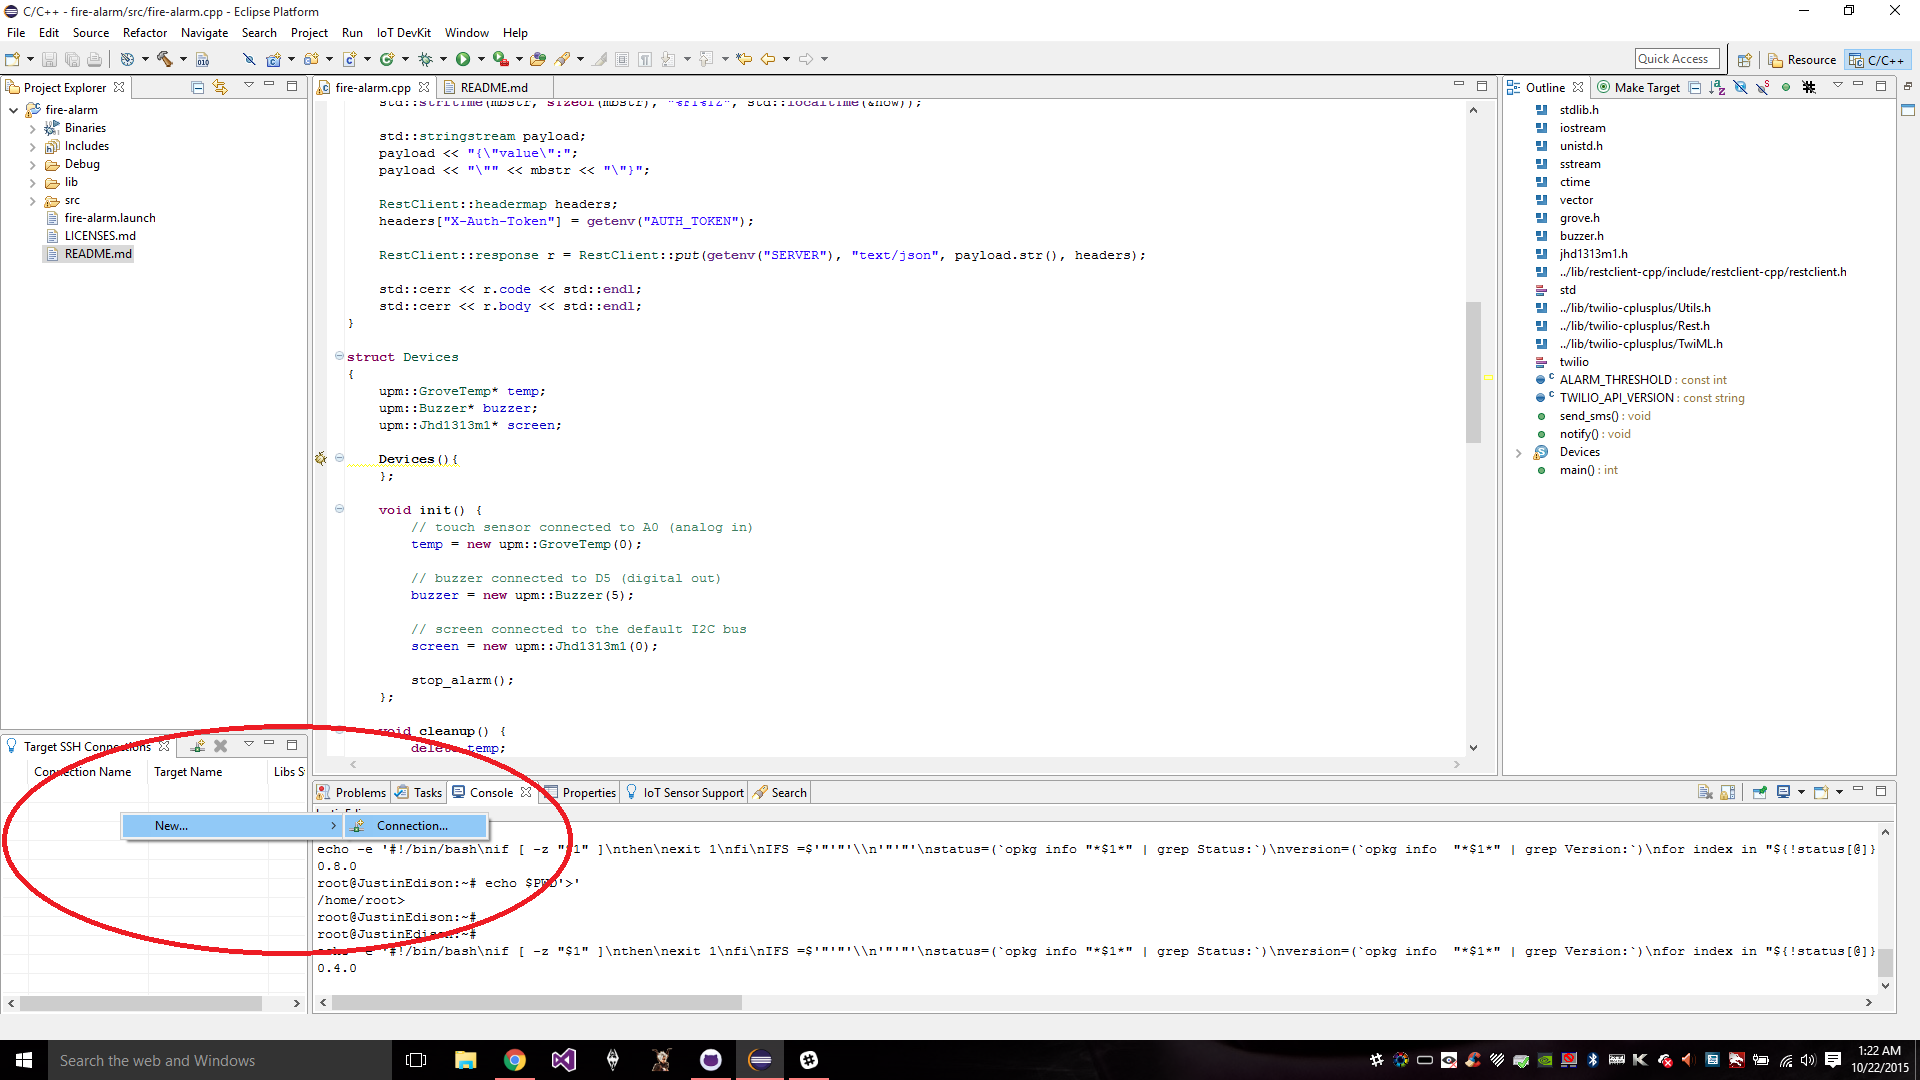 C/C++ - fire-alarm/src/fire-alarm.cpp - Eclipse Platform
File Edit Source Refactor Navigate Search Project Run IoT DevKit Window Help
Quick Access
Resource
C/C++
Project Explorer
fire-alarm
Binaries
Includes
Debug
lib
src
fire-alarm.launch
LICENSES.md
README.md
fire-alarm.cpp
README.md
std::stringstream payload;
payload << "{\"value\":";
payload << "\"" << mbstr << "\"}";
RestClient::headermap headers;
headers["X-Auth-Token"] = getenv("AUTH_TOKEN");
RestClient::response r = RestClient::put(getenv("SERVER"), "text/json", payload.str(), headers);
std::cerr << r.code << std::endl;
std::cerr << r.body << std::endl;
}
struct Devices
{
upm::GroveTemp* temp;
upm::Buzzer* buzzer;
upm::Jhd1313m1* screen;
Devices(){
};
void init() {
// touch sensor connected to A0 (analog in)
temp = new upm::GroveTemp(0);
// buzzer connected to D5 (digital out)
buzzer = new upm::Buzzer(5);
// screen connected to the default I2C bus
screen = new upm::Jhd1313m1(0);
stop_alarm();
};
void cleanup() {
delete temp;
Outline
Make Target
stdlib.h
iostream
unistd.h
sstream
ctime
vector
grove.h
buzzer.h
jhd1313m1.h
../lib/restclient-cpp/include/restclient-cpp/restclient.h
std
../lib/twilio-cplusplus/Utils.h
../lib/twilio-cplusplus/Rest.h
../lib/twilio-cplusplus/TwiML.h
twilio
ALARM_THRESHOLD : const int
TWILIO_API_VERSION : const string
send_sms() : void
notify() : void
Devices
main() : int
Target SSH Connections
Connection Name Target Name Libs S
New...
Connection...
Problems Tasks Console Properties IoT Sensor Support Search
echo -e '#!/bin/bash\nif [ -z "$1" ]\nthen\nexit 1\nfi\nIFS =$'"'"'\\n'"'"'\nstatus=(`opkg info "*$1*" | grep Status:`)\nversion=(`opkg info "*$1*" | grep Version:`)\nfor index in "${!status[@]}
0.8.0
root@JustinEdison:~# echo $PWD'>'
/home/root>
root@JustinEdison:~#
root@JustinEdison:~#
echo -e '#!/bin/bash\nif [ -z "$1" ]\nthen\nexit 1\nfi\nIFS =$'"'"'\\n'"'"'\nstatus=(`opkg info "*$1*" | grep Status:`)\nversion=(`opkg info "*$1*" | grep Version:`)\nfor index in "${!status[@]}
0.4.0
Search the web and Windows
1:22 AM
10/22/2015